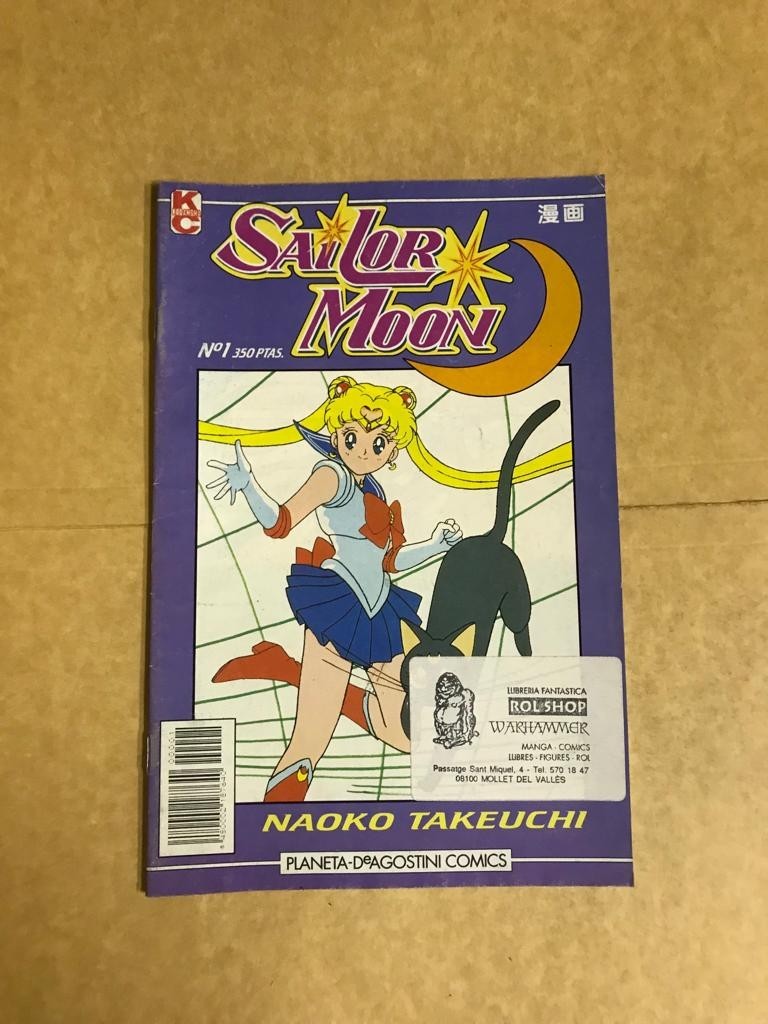 K
C
漫画
SAILOR
MOON
Nº1 350 PTAS.
LLIBRERIA FANTASTICA
ROL SHOP
WARHAMMER
MANGA - COMICS
LLIBRES - FIGURES - ROL
Passatge Sant Miquel, 4 - Tel. 570 18 47
08100 MOLLET DEL VALLÈS
00001
NAOKO TAKEUCHI
PLANETA-DeAGOSTINI COMICS